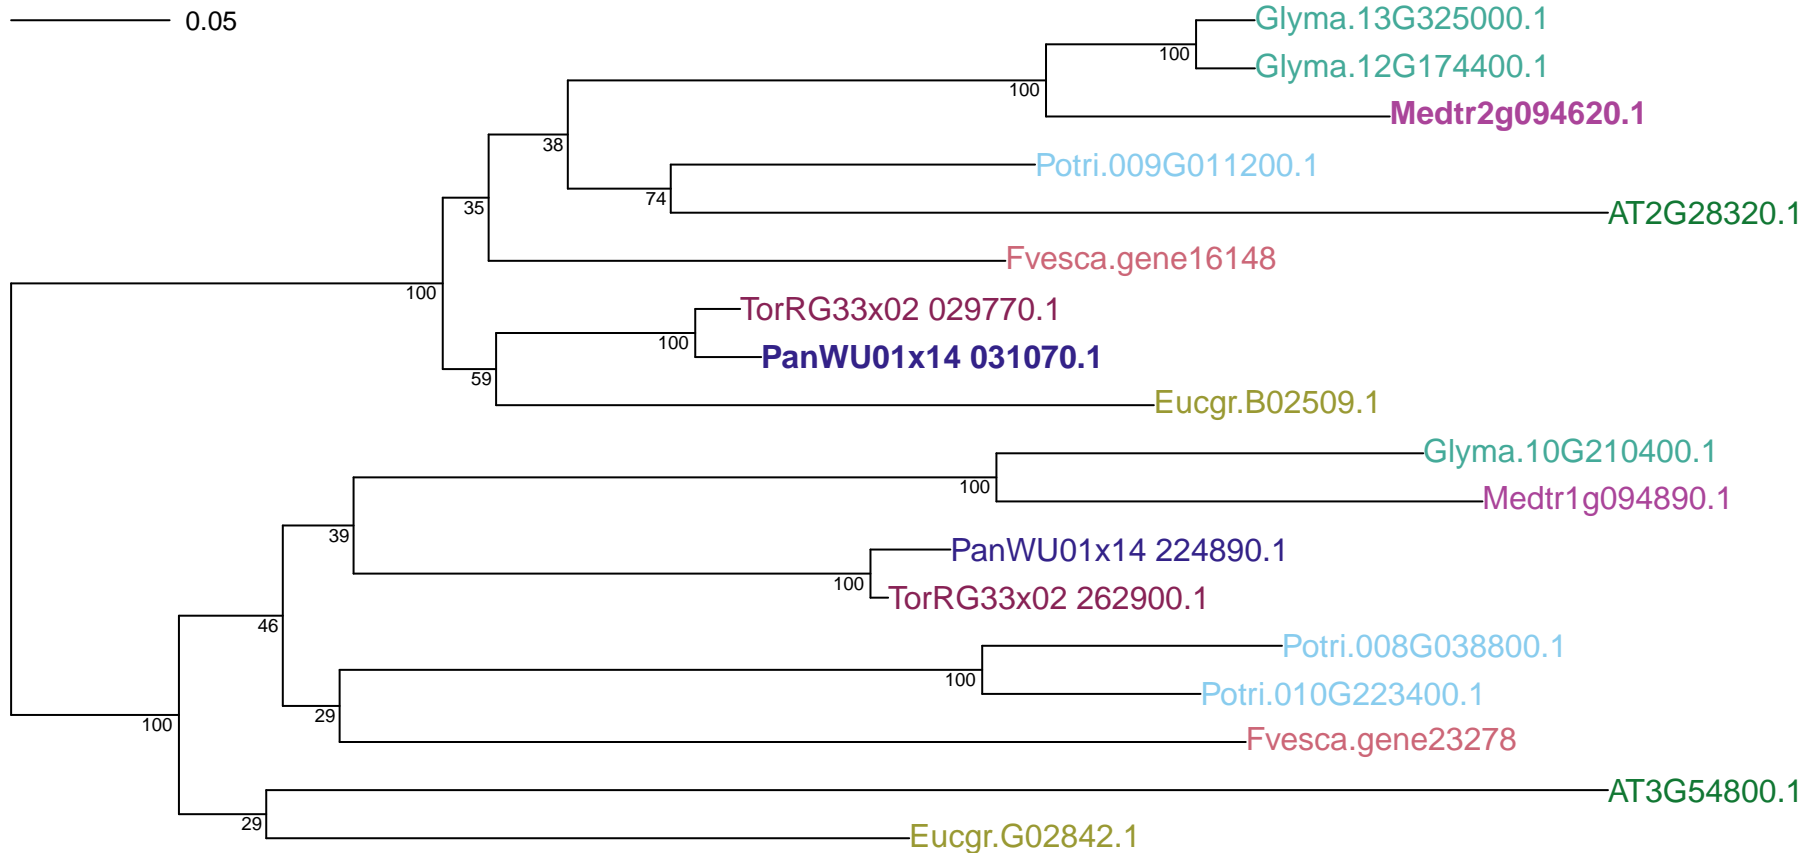 0.05
Glyma.13G325000.1
100
Glyma.12G174400.1
100
Medtr2g094620.1
38
Potri.009G011200.1
74
35
AT2G28320.1
Fvesca.gene16148
100
TorRG33x02 029770.1
100
PanWU01x14 031070.1
59
Eucgr.B02509.1
Glyma.10G210400.1
100
Medtr1g094890.1
39
PanWU01x14 224890.1
100
TorRG33x02 262900.1
46
Potri.008G038800.1
100
Potri.010G223400.1
29
100
Fvesca.gene23278
AT3G54800.1
29
Eucgr.G02842.1